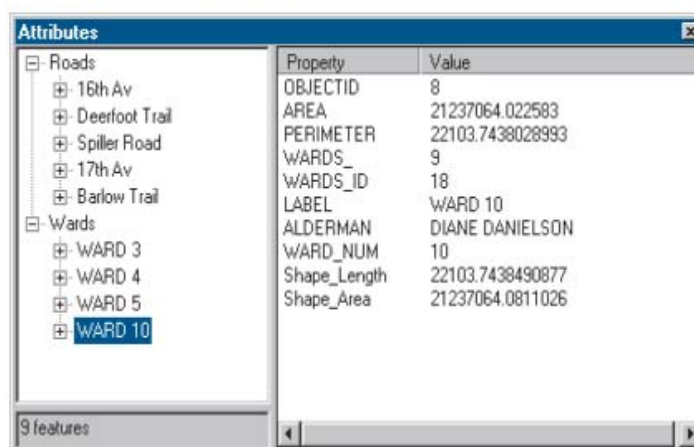 Attributes
Roads
16th Av
Deerfoot Trail
Spiller Road
17th Av
Barlow Trail
Wards
WARD 3
WARD 4
WARD 5
WARD 10
9 features
Property Value
OBJECTID 8
AREA 21237064.022583
PERIMETER 22103.7438028993
WARDS_ 9
WARDS_ID 18
LABEL WARD 10
ALDERMAN DIANE DANIELSON
WARD_NUM 10
Shape_Length 22103.7438490877
Shape_Area 21237064.0811026